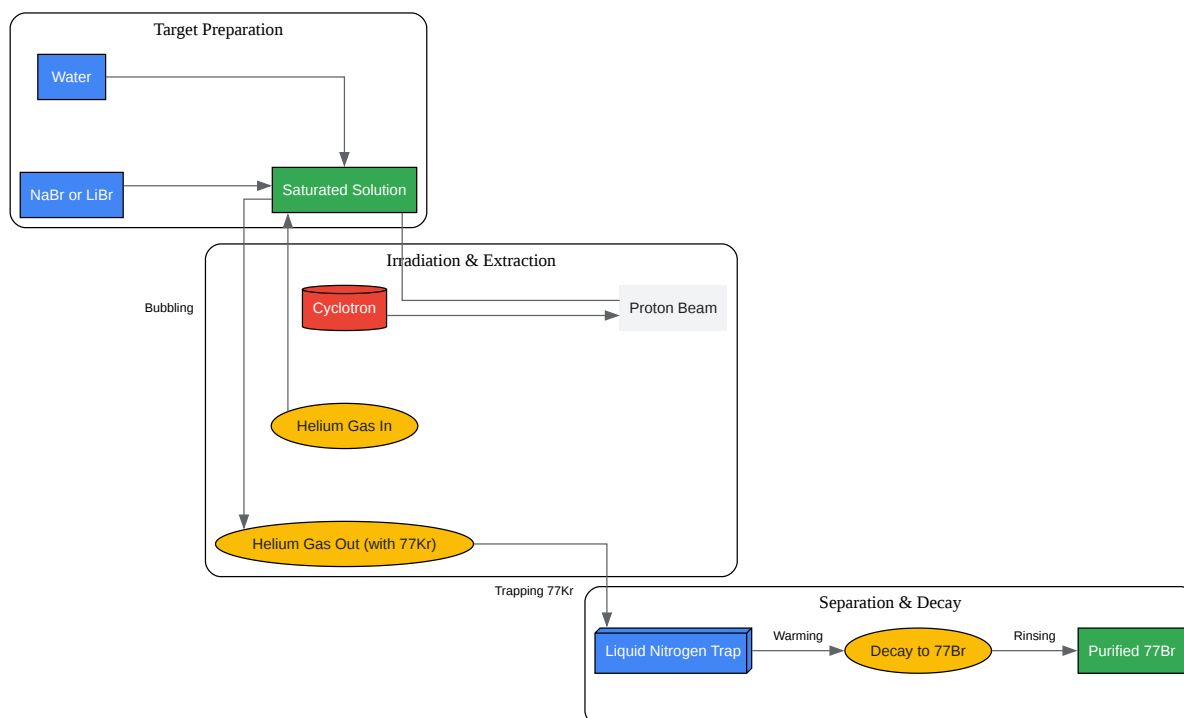 Target Preparation
Water
NaBr or LiBr
Saturated Solution
Irradiation & Extraction
Bubbling
Cyclotron
Proton Beam
Helium Gas In
Helium Gas Out (with 77Kr)
Trapping 77Kr
Separation & Decay
Liquid Nitrogen Trap
Warming
Decay to 77Br
Rinsing
Purified 77Br